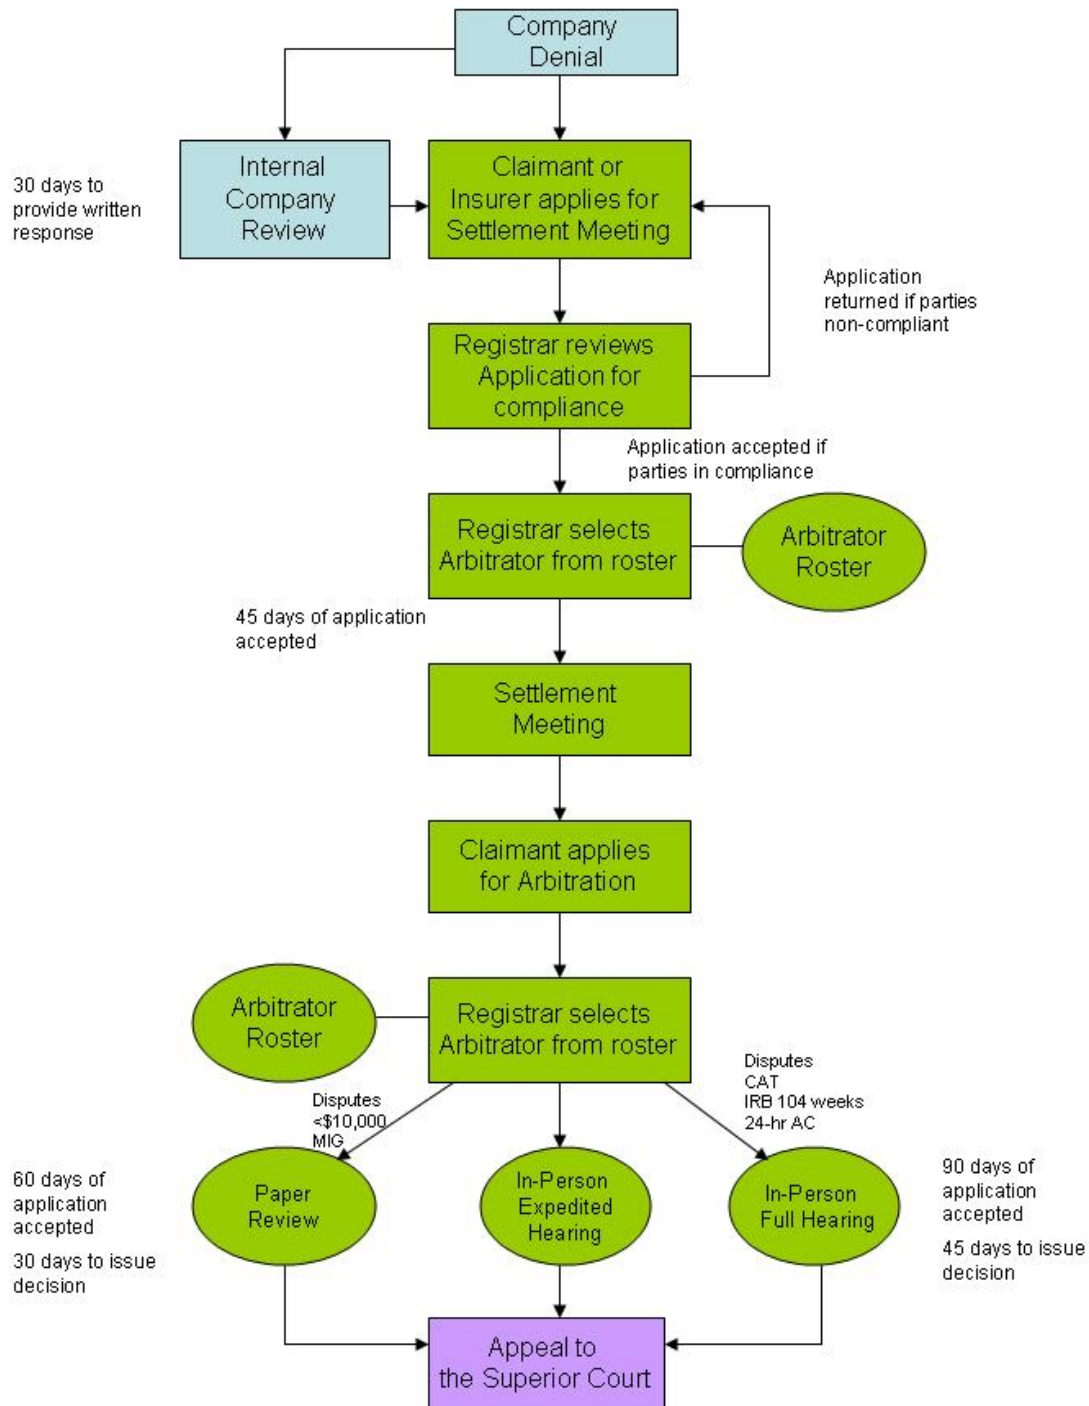 Company
Denial
Internal
Company
Review
30 days to
provide written
response
Claimant or
Insurer applies for
Settlement Meeting
Application
returned if parties
non-compliant
Registrar reviews
Application for
compliance
Application accepted if
parties in compliance
Registrar selects
Arbitrator from roster
Arbitrator
Roster
45 days of application
accepted
Settlement
Meeting
Claimant applies
for Arbitration
Arbitrator
Roster
Registrar selects
Arbitrator from roster
Disputes
<$10,000
MIG
Disputes
CAT
IRB 104 weeks
24-hr AC
60 days of
application
accepted
30 days to issue
decision
Paper
Review
In-Person
Expedited
Hearing
In-Person
Full Hearing
90 days of
application
accepted
45 days to issue
decision
Appeal to
the Superior Court